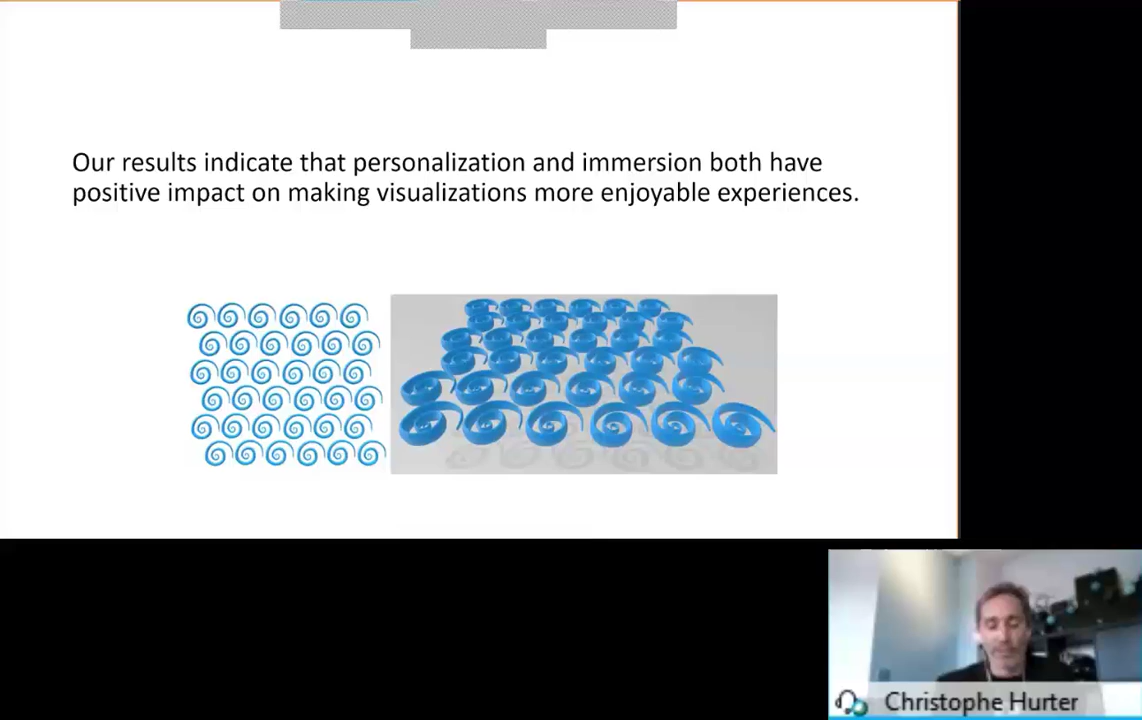 Our results indicate that personalization and immersion both have
positive impact on making visualizations more enjoyable experiences.
Christophe Hurter